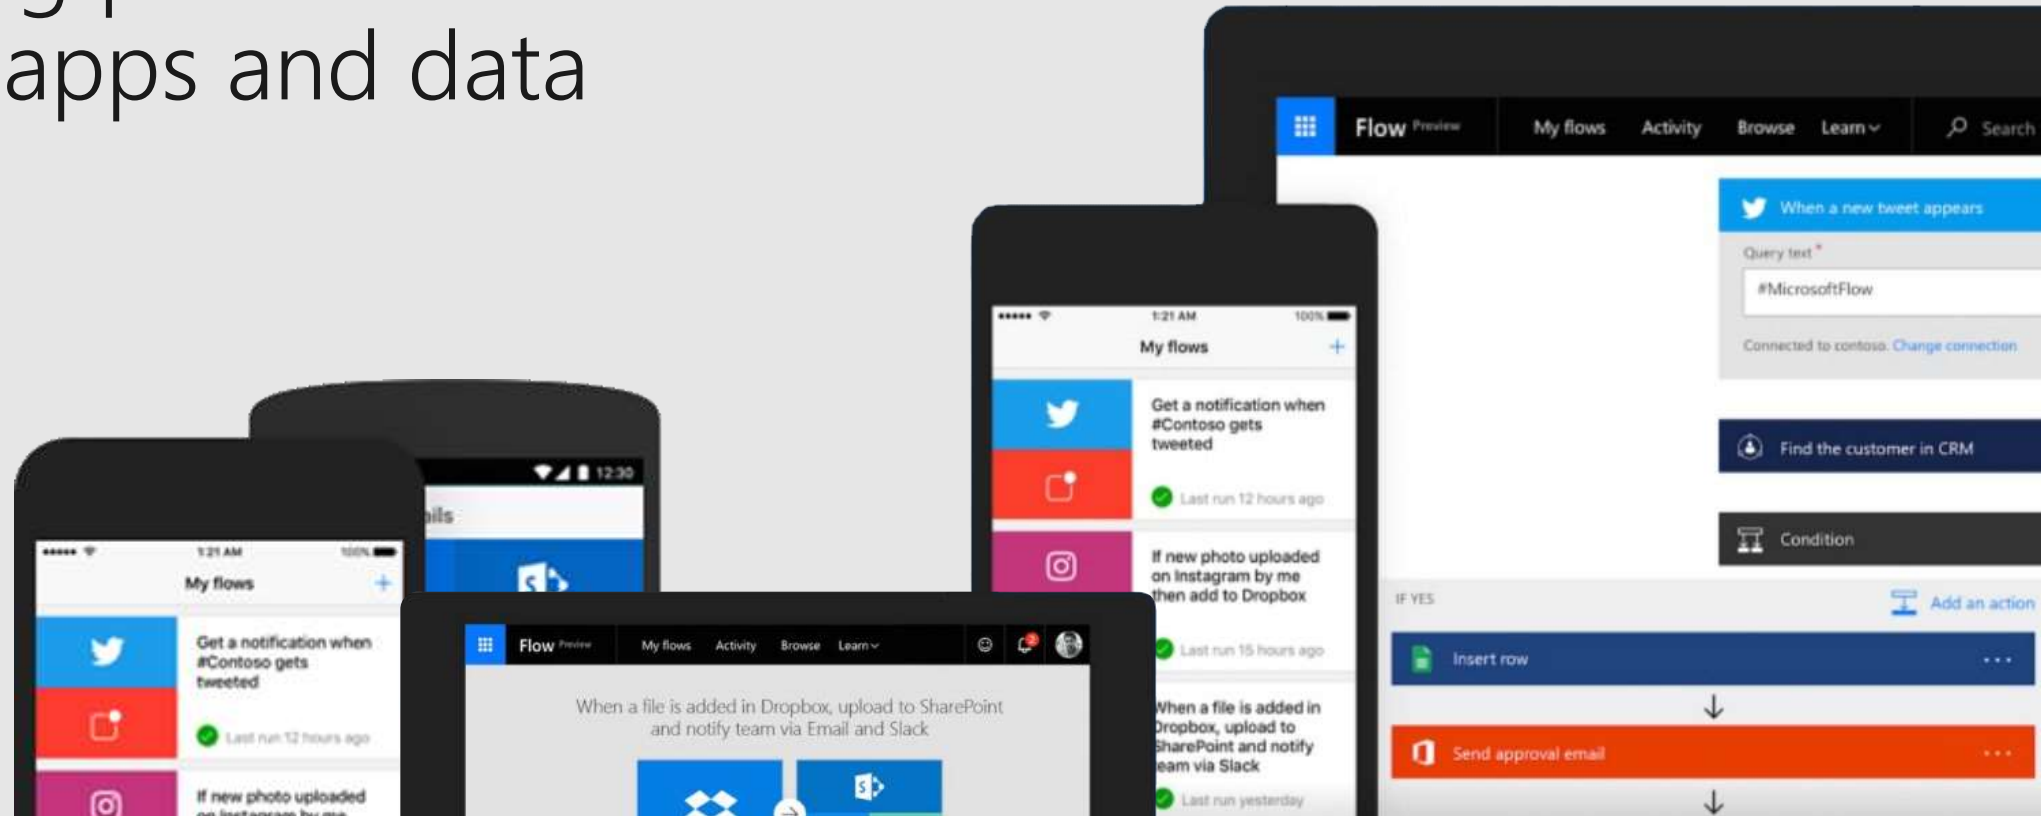 apps and data
Flow Preview
My flows
Activity
Browse
Learn
Search
When a new tweet appears
Query text *
#MicrosoftFlow
Connected to contoso. Change connection
Find the customer in CRM
Condition
IF YES
Add an action
Insert row
Send approval email
1:21 AM
100%
My flows
Get a notification when
#Contoso gets
tweeted
Last run 12 hours ago
If new photo uploaded
on Instagram by me
then add to Dropbox
Last run 15 hours ago
When a file is added in
Dropbox, upload to
SharePoint and notify
team via Slack
Last run yesterday
12:30
ails
1:21 AM
100%
My flows
Get a notification when
#Contoso gets
tweeted
Last run 12 hours ago
If new photo uploaded
on Instagram by me
Flow Preview
My flows
Activity
Browse
Learn
2
When a file is added in Dropbox, upload to SharePoint
and notify team via Email and Slack